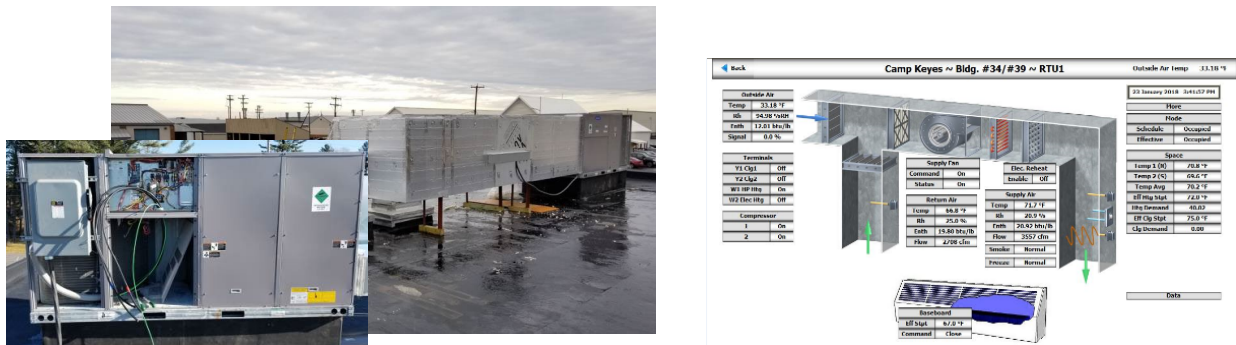 Back
Camp Keyes ~ Bldg. #34/#39 ~ RTU1
Outside Air Temp 33.18 °F
23 January 2018 3:41:57 PM
More
Mode
Schedule Occupied
Effective Occupied
Outside Air
Temp 33.18 °F
Rh 94.98 %RH
Enth 12.01 btu/lb
Signal 0.0 %
Terminals
Y1 Clg1 Off
Y2 Clg2 Off
W1 HP Htg On
W2 Elec Htg Off
Compressor
1 On
2 On
Supply Fan
Command On
Status On
Elec. Reheat
Enable Off
Return Air
Temp 66.8 °F
Rh 25.0 %
Enth 19.80 btu/lb
Flow 2708 cfm
Supply Air
Temp 71.7 °F
Rh 20.9 %
Enth 20.92 btu/lb
Flow 3557 cfm
Smoke Normal
Freeze Normal
Space
Temp 1 (N) 70.8 °F
Temp 2 (S) 69.6 °F
Temp Avg 70.2 °F
Eff Htg Stpt 72.0 °F
Htg Demand 40.02
Eff Clg Stpt 75.0 °F
Clg Demand 0.00
Data
Baseboard
Eff Stpt 67.0 °F
Command Close